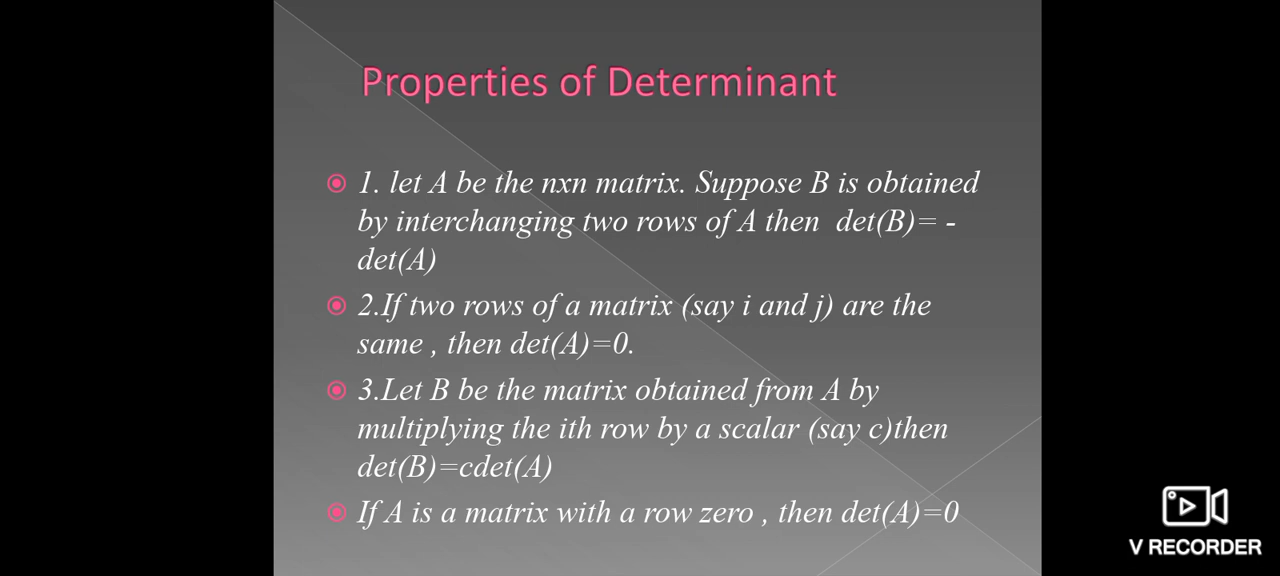 Properties of Determinant
1. let A be the nxn matrix. Suppose B is obtained
by interchanging two rows of A then det(B)= -
det(A)
2.If two rows of a matrix (say i and j) are the
same , then det(A)=0.
3.Let B be the matrix obtained from A by
multiplying the ith row by a scalar (say c)then
det(B)=cdet(A)
If A is a matrix with a row zero , then det(A)=0
V RECORDER